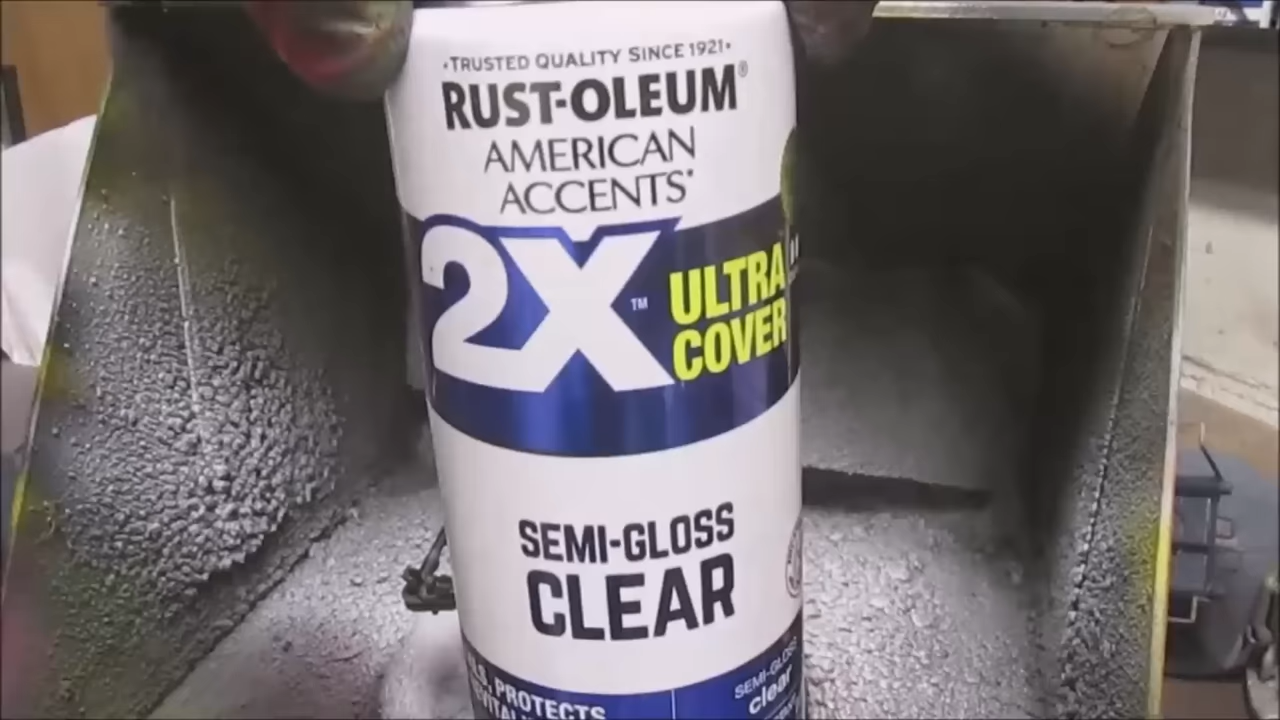 •TRUSTED QUALITY SINCE 1921•
RUST-OLEUM®
AMERICAN
ACCENTS®
2X™
ULTRA
COVER
SEMI-GLOSS
CLEAR
PROTECTS
SEMI-GLOSS
clear